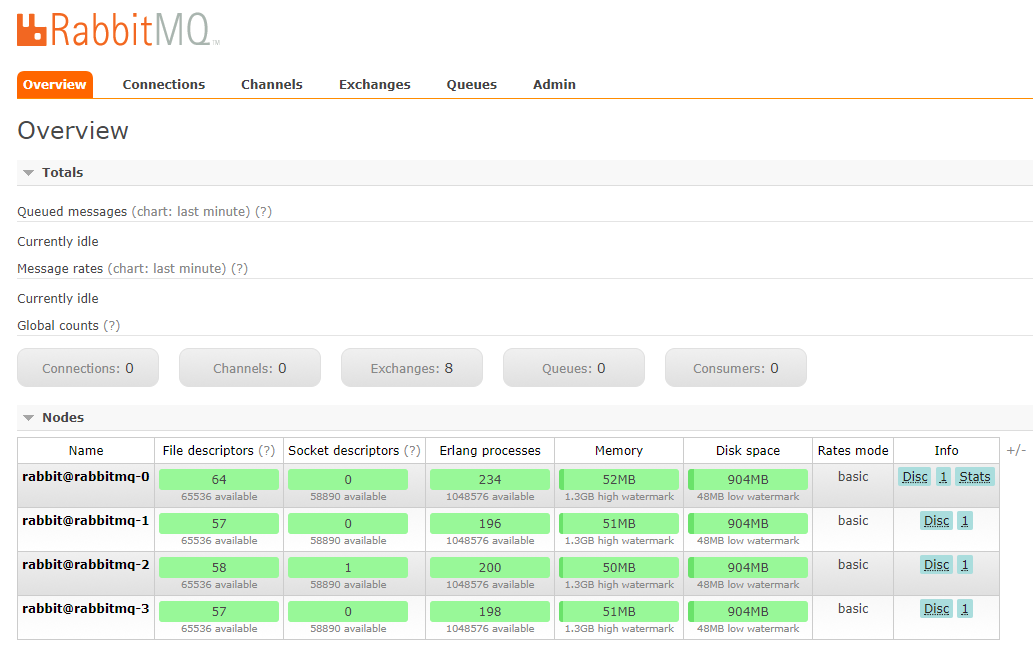 RabbitMQ™
Overview Connections Channels Exchanges Queues Admin
Overview
Totals
Queued messages (chart: last minute) (?)
Currently idle
Message rates (chart: last minute) (?)
Currently idle
Global counts (?)
Connections: 0 Channels: 0 Exchanges: 8 Queues: 0 Consumers: 0
Nodes
Name File descriptors (?) Socket descriptors (?) Erlang processes Memory Disk space Rates mode Info +/-
rabbit@rabbitmq-0 64 0 234 52MB 904MB basic Disc 1 Stats
65536 available 58890 available 1048576 available 1.3GB high watermark 48MB low watermark
rabbit@rabbitmq-1 57 0 196 51MB 904MB basic Disc 1
65536 available 58890 available 1048576 available 1.3GB high watermark 48MB low watermark
rabbit@rabbitmq-2 58 1 200 50MB 904MB basic Disc 1
65536 available 58890 available 1048576 available 1.3GB high watermark 48MB low watermark
rabbit@rabbitmq-3 57 0 198 51MB 904MB basic Disc 1
65536 available 58890 available 1048576 available 1.3GB high watermark 48MB low watermark